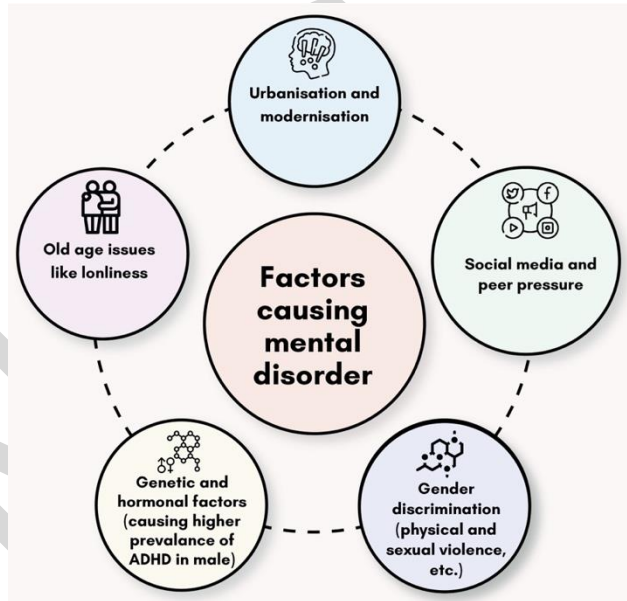 Urbanisation and
modernisation
Social media and
peer pressure
Gender
discrimination
(physical and
sexual violence,
etc.)
Genetic and
hormonal factors
(causing higher
prevalence of
ADHD in male)
Old age issues
like lonliness
Factors
causing
mental
disorder